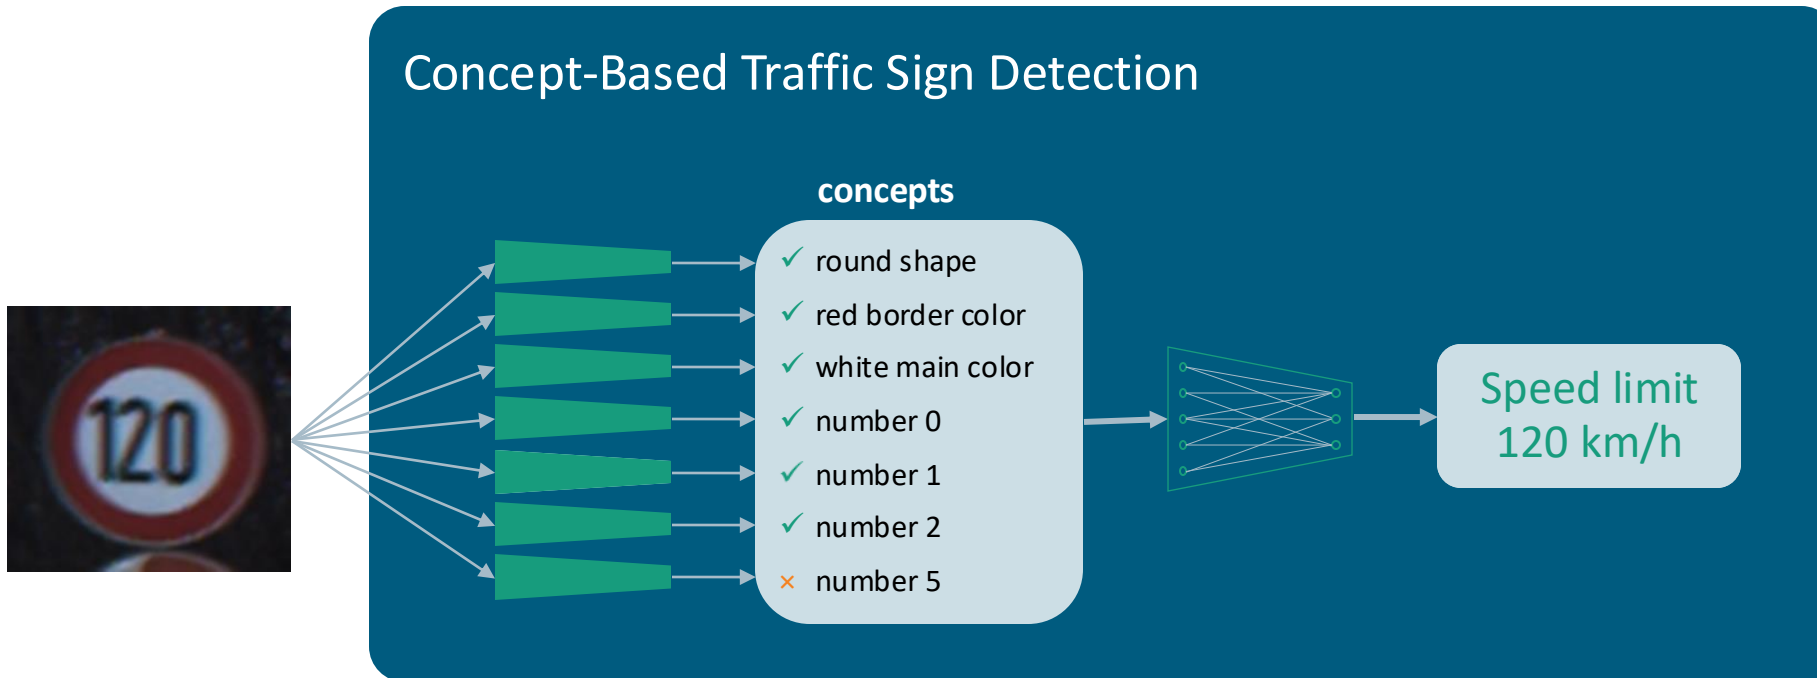 Concept-Based Traffic Sign Detection
concepts
round shape
red border color
white main color
number 0
number 1
number 2
number 5
120
Speed limit
120 km/h